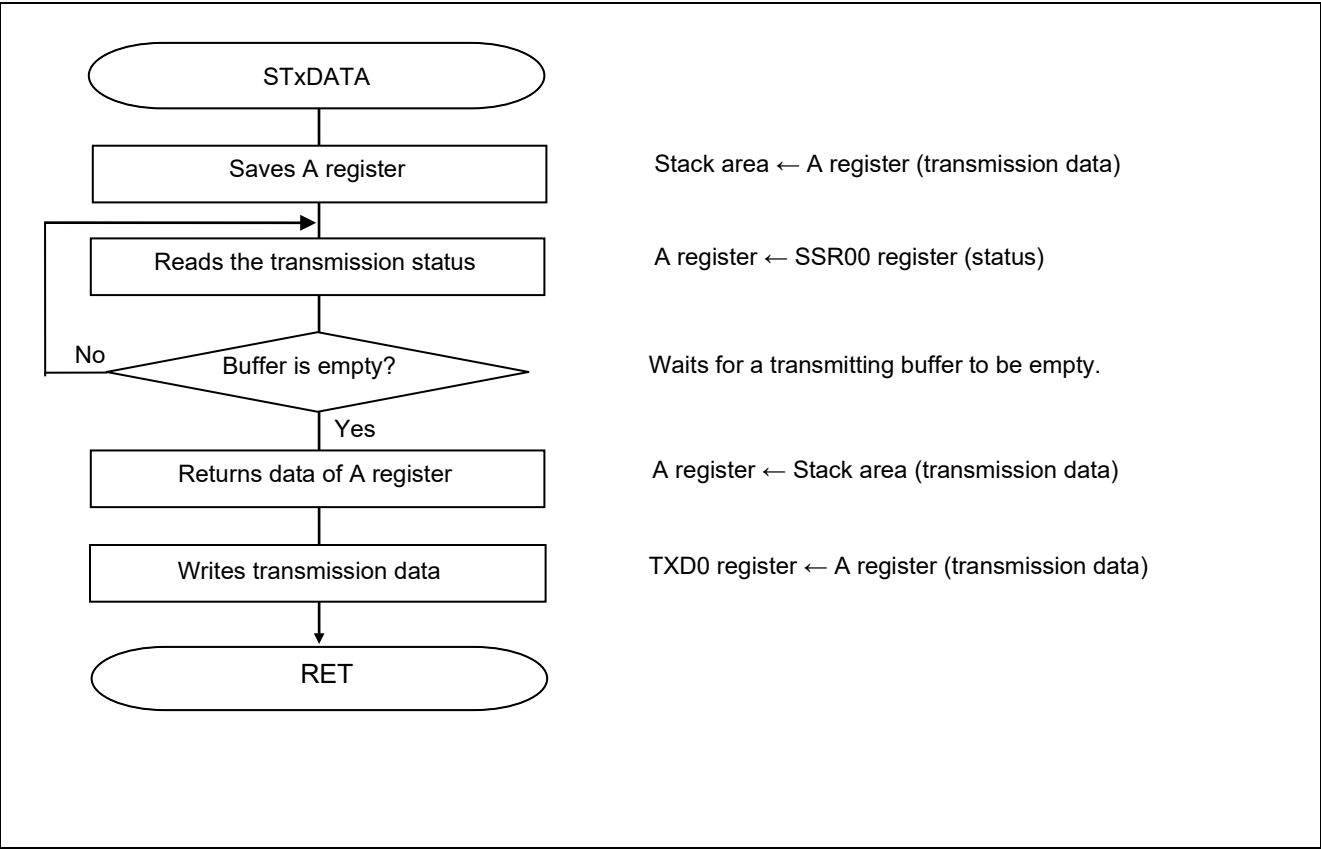 STxDATA
Saves A register
Stack area ← A register (transmission data)
Reads the transmission status
A register ← SSR00 register (status)
No
Buffer is empty?
Waits for a transmitting buffer to be empty.
Yes
Returns data of A register
A register ← Stack area (transmission data)
Writes transmission data
TXD0 register ← A register (transmission data)
RET